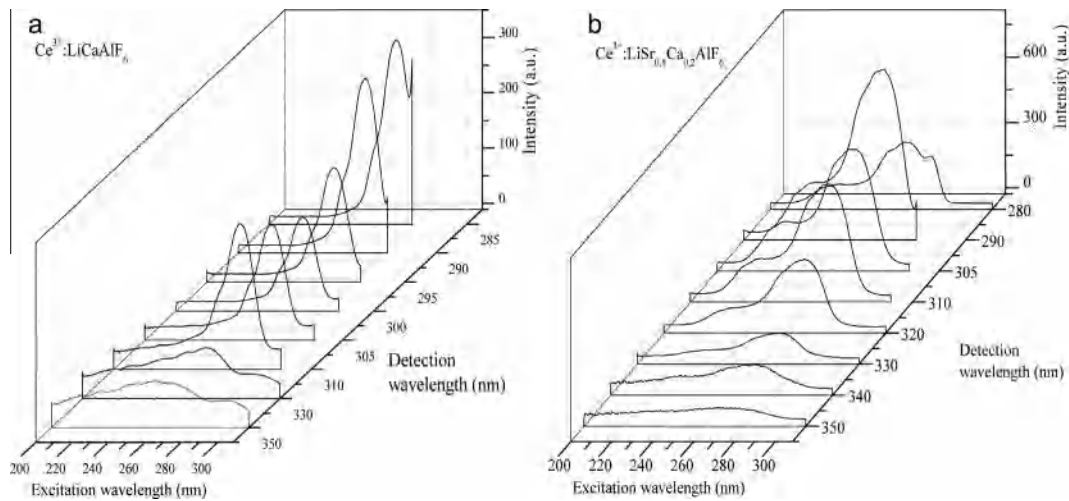 a
Ce³⁺:LiCaAlF₆
300
200
100
0
Intensity (a.u.)
285
290
295
300
305
310
330
350
Detection
wavelength (nm)
200 220 240 260 280 300
Excitation wavelength (nm)
b
Ce³⁺:LiSr₀.₈Ca₀.₂AlF₆
600
300
0
Intensity (a.u.)
280
290
305
310
320
330
340
350
Detection
wavelength (nm)
200 220 240 260 280 300
Excitation wavelength (nm)